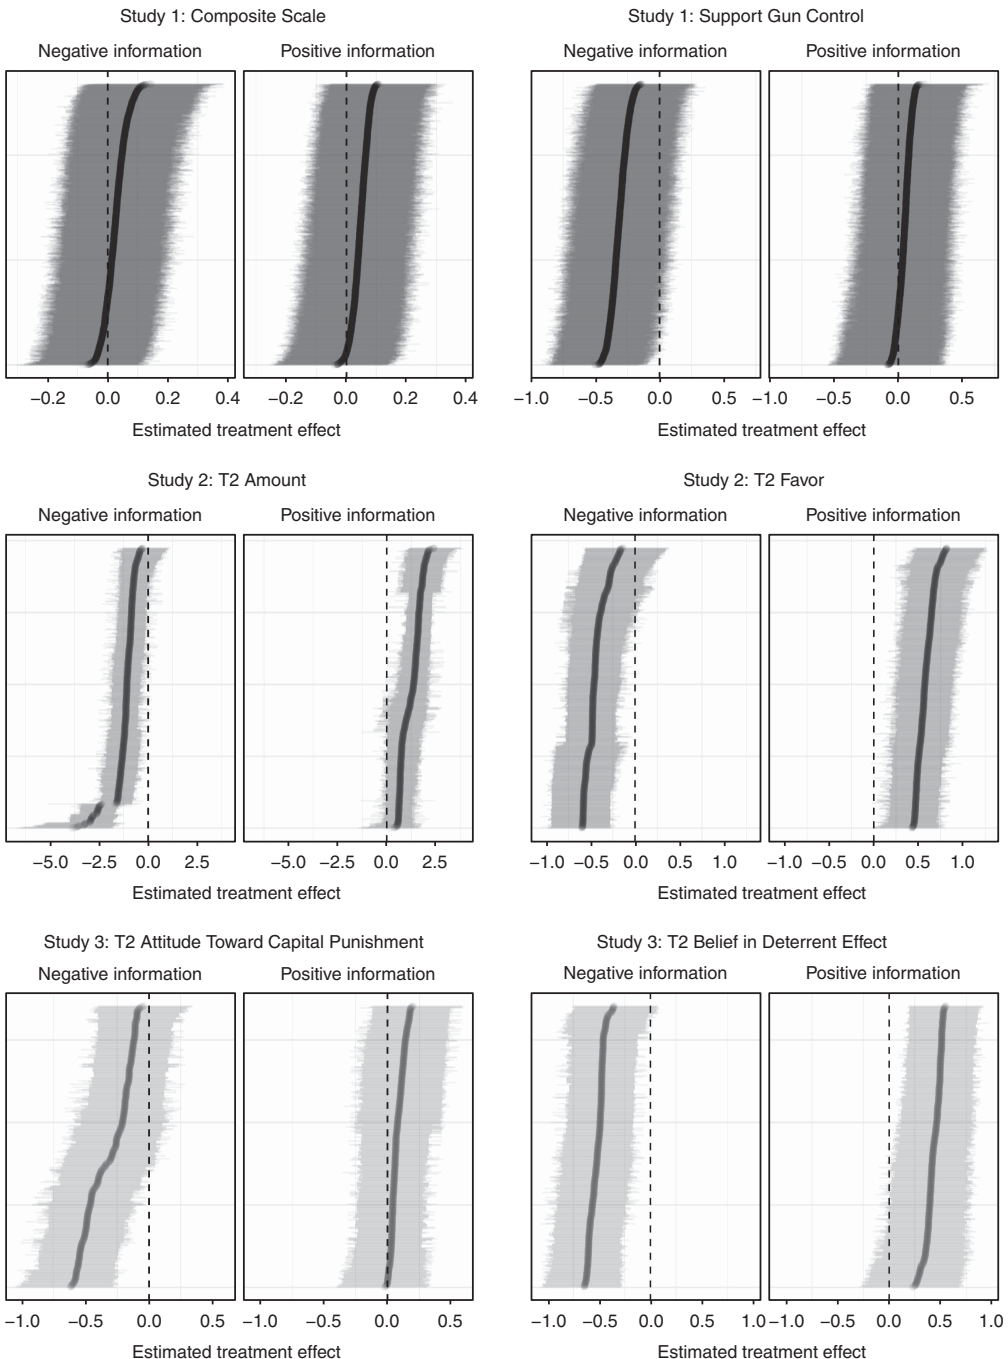 Study 1: Composite Scale Study 1: Support Gun Control
Negative information Positive information Negative information Positive information
−0.2 0.0 0.2 0.4 −0.2 0.0 0.2 0.4 −1.0 −0.5 0.0 −1.0 −0.5 0.0 0.5
Estimated treatment effect Estimated treatment effect
Study 2: T2 Amount Study 2: T2 Favor
Negative information Positive information Negative information Positive information
−5.0 −2.5 0.0 2.5 −5.0 −2.5 0.0 2.5 −1.0 −0.5 0.0 0.5 1.0 −1.0 −0.5 0.0 0.5 1.0
Estimated treatment effect Estimated treatment effect
Study 3: T2 Attitude Toward Capital Punishment Study 3: T2 Belief in Deterrent Effect
Negative information Positive information Negative information Positive information
−1.0 −0.5 0.0 0.5 −1.0 −0.5 0.0 0.5 −1.0 −0.5 0.0 0.5 1.0 −1.0 −0.5 0.0 0.5 1.0
Estimated treatment effect Estimated treatment effect